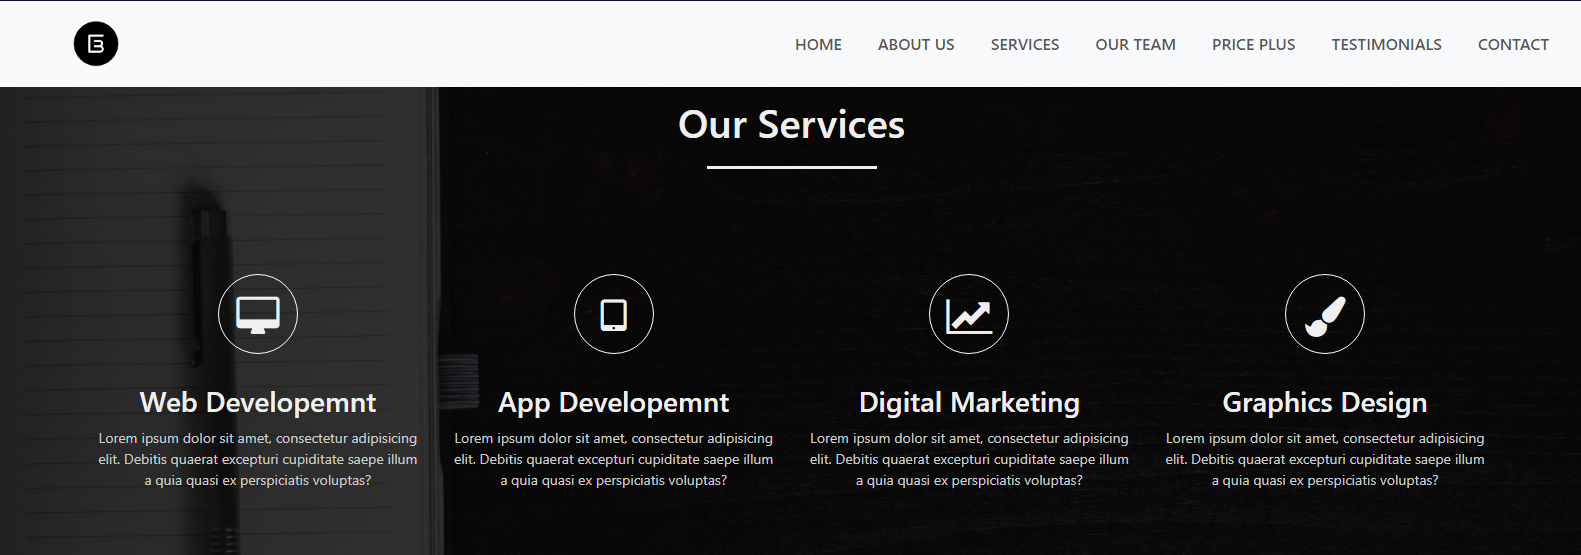 HOME ABOUT US SERVICES OUR TEAM PRICE PLUS TESTIMONIALS CONTACT
Our Services
Web Developemnt
Lorem ipsum dolor sit amet, consectetur adipisicing
elit. Debitis quaerat excepturi cupiditate saepe illum
a quia quasi ex perspiciatis voluptas?
App Developemnt
Lorem ipsum dolor sit amet, consectetur adipisicing
elit. Debitis quaerat excepturi cupiditate saepe illum
a quia quasi ex perspiciatis voluptas?
Digital Marketing
Lorem ipsum dolor sit amet, consectetur adipisicing
elit. Debitis quaerat excepturi cupiditate saepe illum
a quia quasi ex perspiciatis voluptas?
Graphics Design
Lorem ipsum dolor sit amet, consectetur adipisicing
elit. Debitis quaerat excepturi cupiditate saepe illum
a quia quasi ex perspiciatis voluptas?